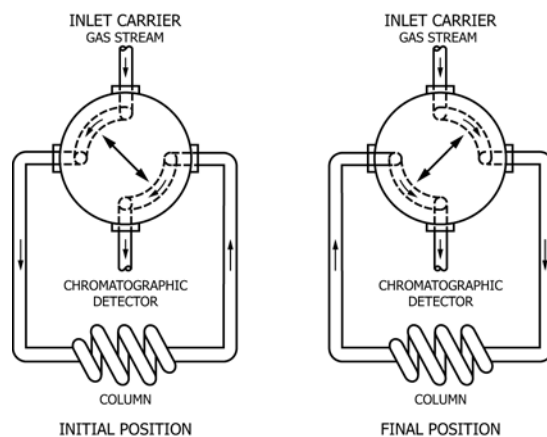 INLET CARRIER
GAS STREAM
CHROMATOGRAPHIC
DETECTOR
COLUMN
INITIAL POSITION
INLET CARRIER
GAS STREAM
CHROMATOGRAPHIC
DETECTOR
COLUMN
FINAL POSITION